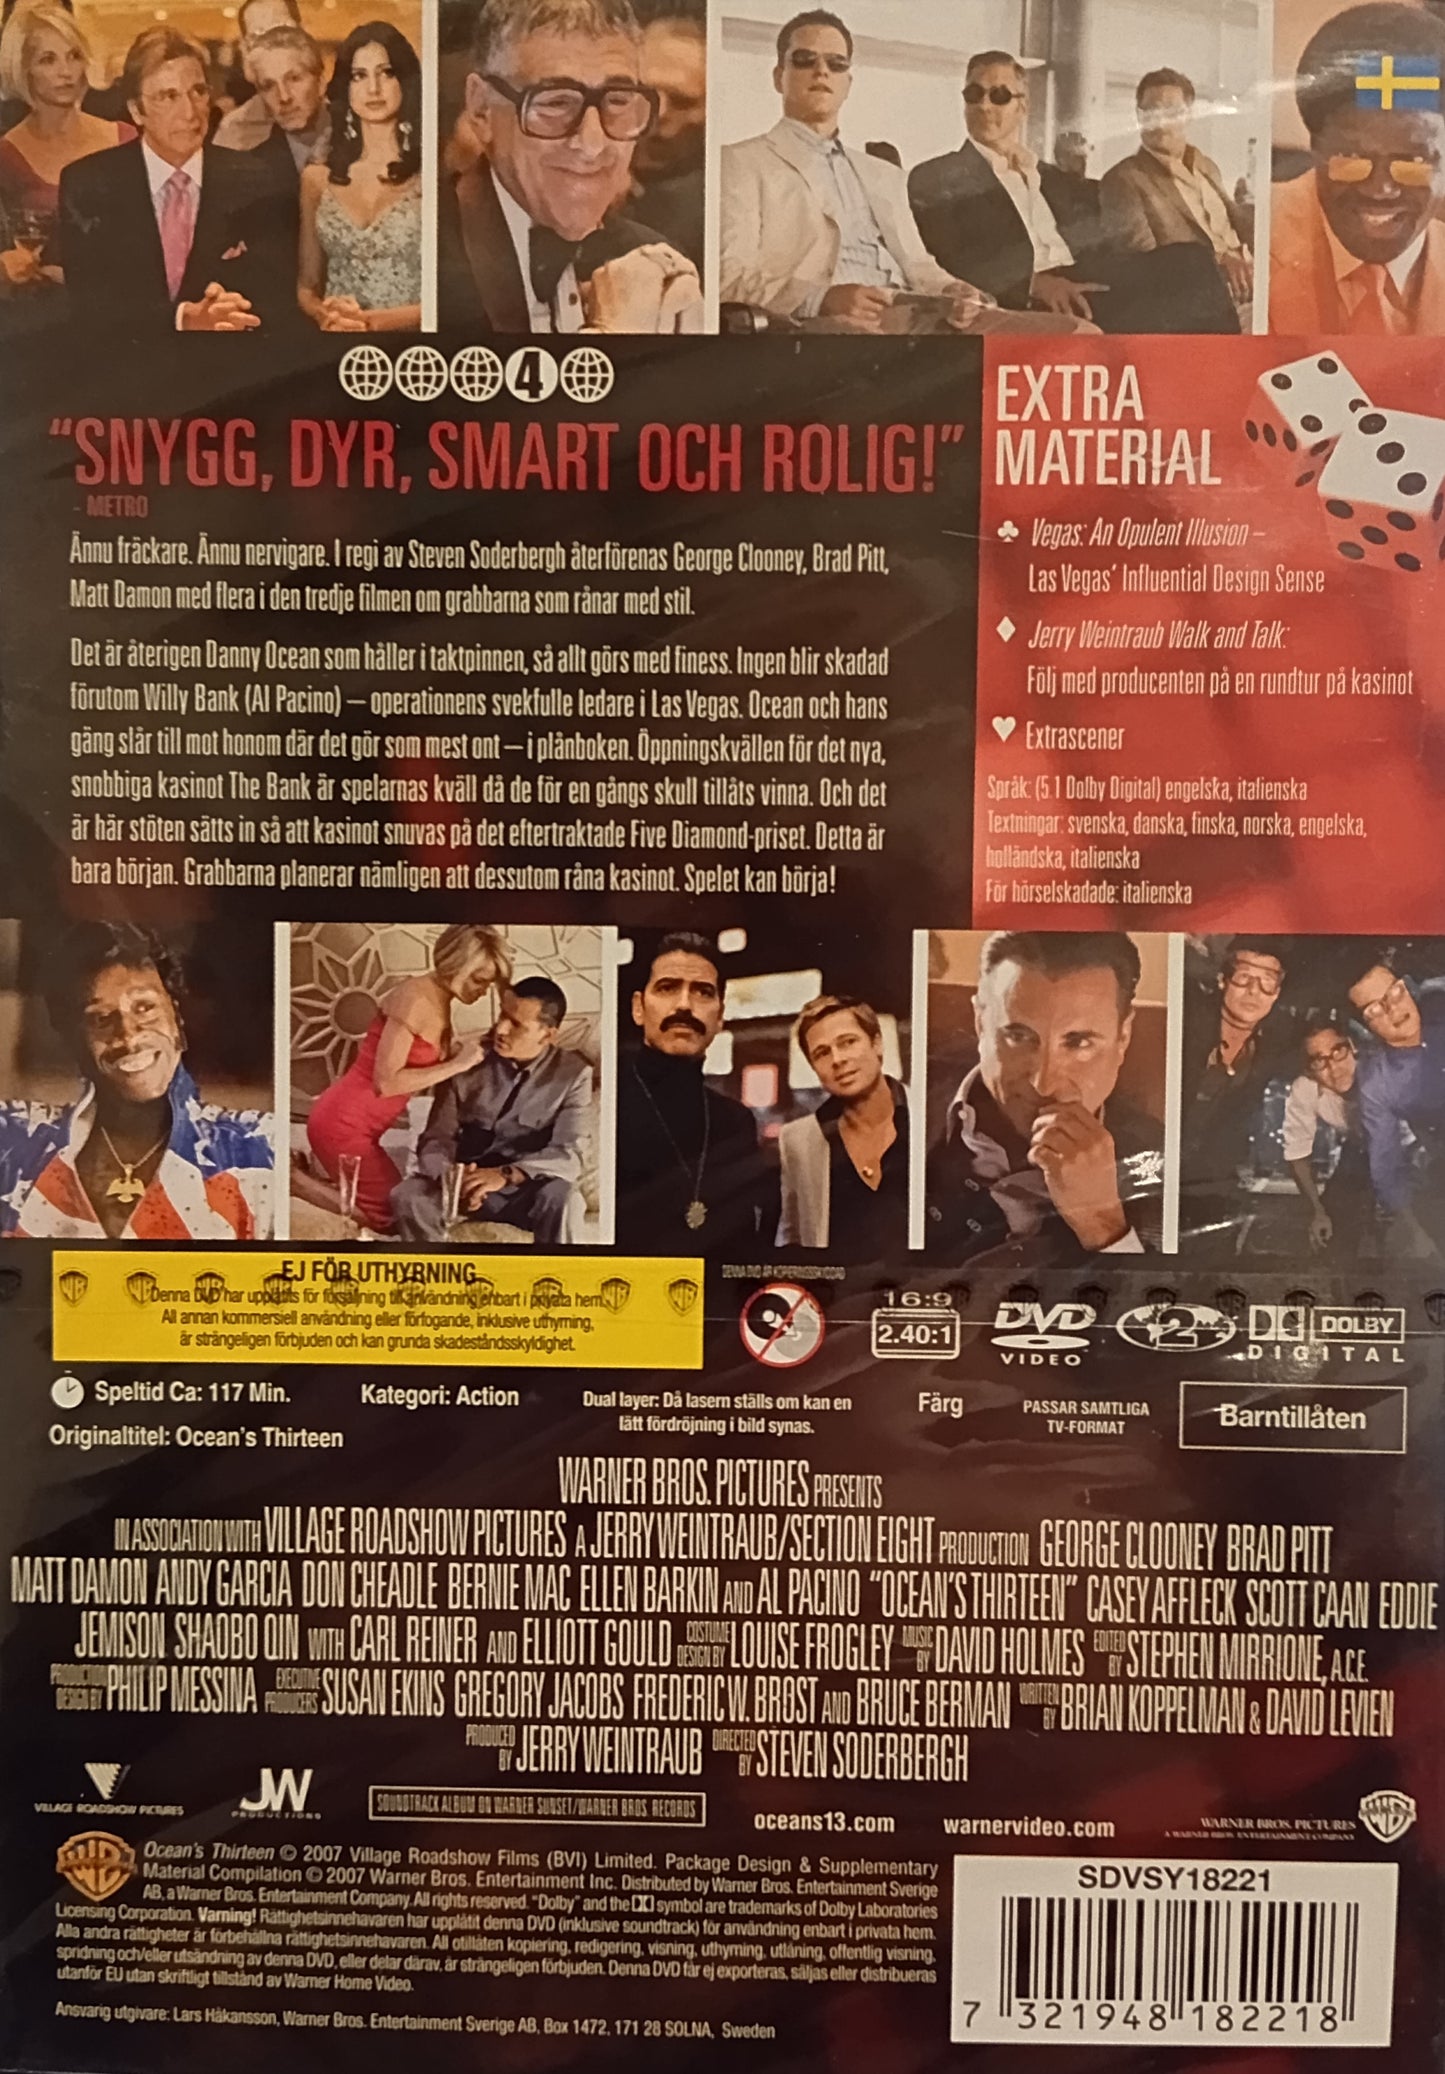 4
“SNYGG, DYR, SMART OCH ROLIG!”
- METRO
Ännu fräckare. Ännu nervigare. I regi av Steven Soderbergh återförenas George Clooney, Brad Pitt,
Matt Damon med flera i den tredje filmen om grabbarna som rånar med stil.
Det är återigen Danny Ocean som håller i taktpinnen, så allt görs med finess. Ingen blir skadad
förutom Willy Bank (Al Pacino) – operationens svekfulle ledare i Las Vegas. Ocean och hans
gäng slår till mot honom där det gör som mest ont – i plånboken. Öppningskvällen för det nya,
snobbiga kasinot The Bank är spelarnas kväll då de för en gångs skull tillåts vinna. Och det
är här stöten sätts in så att kasinot snuvas på det eftertraktade Five Diamond-priset. Detta är
bara början. Grabbarna planerar nämligen att dessutom råna kasinot. Spelet kan börja!
EXTRA
MATERIAL
Vegas: An Opulent Illusion –
Las Vegas’ Influential Design Sense
Jerry Weintraub Walk and Talk:
Följ med producenten på en rundtur på kasinot
Extrascener
Språk: (5.1 Dolby Digital) engelska, italienska
Textningar: svenska, danska, finska, norska, engelska,
holländska, italienska
För hörselskadade: italienska
EJ FÖR UTHYRNING
Denna DVD har upplåtits för försäljning till användning enbart i privata hem.
All annan kommersiell användning eller förfogande, inklusive uthyrning,
är strängeligen förbjuden och kan grunda skadeståndsskyldighet.
DENNA DVD ÄR KOPIERINGSSKYDDAD
16:9
2.40:1
DVD
VIDEO
2
DOLBY
DIGITAL
Speltid Ca: 117 Min.
Kategori: Action
Dual layer: Då lasern ställs om kan en
lätt fördröjning i bild synas.
Färg
PASSAR SAMTLIGA
TV-FORMAT
Barntillåten
Originaltitel: Ocean's Thirteen
WARNER BROS. PICTURES PRESENTS
IN ASSOCIATION WITH VILLAGE ROADSHOW PICTURES A JERRY WEINTRAUB/SECTION EIGHT PRODUCTION GEORGE CLOONEY BRAD PITT
MATT DAMON ANDY GARCIA DON CHEADLE BERNIE MAC ELLEN BARKIN AND AL PACINO “OCEAN'S THIRTEEN” CASEY AFFLECK SCOTT CAAN EDDIE
JEMISON SHAOBO QIN WITH CARL REINER AND ELLIOTT GOULD COSTUME DESIGN BY LOUISE FROGLEY MUSIC BY DAVID HOLMES EDITED BY STEPHEN MIRRIONE, A.C.E.
PRODUCTION DESIGN BY PHILIP MESSINA EXECUTIVE PRODUCERS SUSAN EKINS GREGORY JACOBS FREDERIC W. BROST AND BRUCE BERMAN WRITTEN BY BRIAN KOPPELMAN & DAVID LEVIEN
PRODUCED BY JERRY WEINTRAUB DIRECTED BY STEVEN SODERBERGH
VILLAGE ROADSHOW PICTURES
JW
PRODUCTIONS
SOUNDTRACK ALBUM ON WARNER SUNSET/WARNER BROS. RECORDS
oceans13.com
warnervideo.com
WARNER BROS. PICTURES
A WARNER BROS. ENTERTAINMENT COMPANY
Ocean's Thirteen © 2007 Village Roadshow Films (BVI) Limited. Package Design & Supplementary
Material Compilation © 2007 Warner Bros. Entertainment Inc. Distributed by Warner Bros. Entertainment Sverige
AB, a Warner Bros. Entertainment Company. All rights reserved. “Dolby” and the symbol are trademarks of Dolby Laboratories
Licensing Corporation. Varning! Rättighetsinnehavaren har upplåtit denna DVD (inklusive soundtrack) för användning enbart i privata hem.
Alla andra rättigheter är förbehållna rättighetsinnehavaren. All otillåten kopiering, redigering, visning, uthyrning, utlåning, offentlig visning,
spridning och/eller utsändning av denna DVD, eller delar därav, är strängeligen förbjuden. Denna DVD får ej exporteras, säljas eller distribueras
utanför EU utan skriftligt tillstånd av Warner Home Video.
Ansvarig utgivare: Lars Håkansson, Warner Bros. Entertainment Sverige AB, Box 1472, 171 28 SOLNA, Sweden
SDVSY18221
7 321948 182218